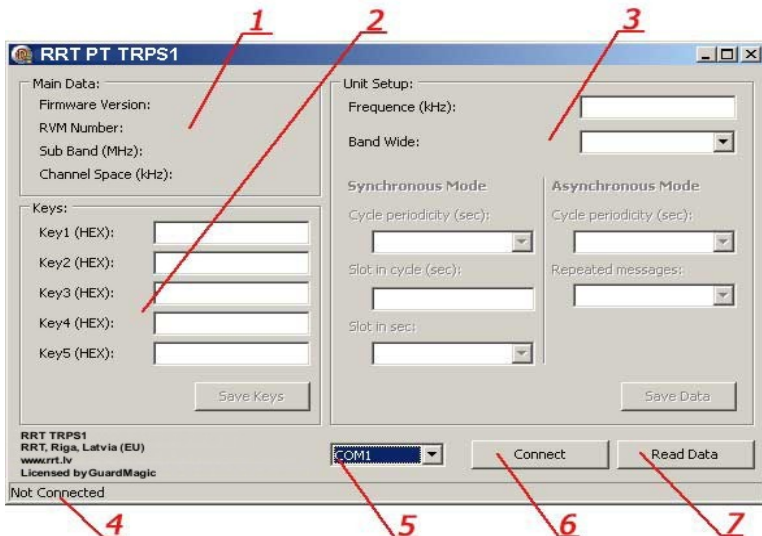 1 2 3
RRT PT TRPS1
Main Data:
Firmware Version:
RVM Number:
Sub Band (MHz):
Channel Space (kHz):
Keys:
Key1 (HEX):
Key2 (HEX):
Key3 (HEX):
Key4 (HEX):
Key5 (HEX):
Save Keys
Unit Setup:
Frequence (kHz):
Band Wide:
Synchronous Mode
Cycle periodicity (sec):
Slot in cycle (sec):
Slot in sec:
Asynchronous Mode
Cycle periodicity (sec):
Repeated messages:
Save Data
RRT TRPS1
RRT, Riga, Latvia (EU)
www.rrt.lv
Licensed by GuardMagic
COM1
Connect
Read Data
Not Connected
4 5 6 7